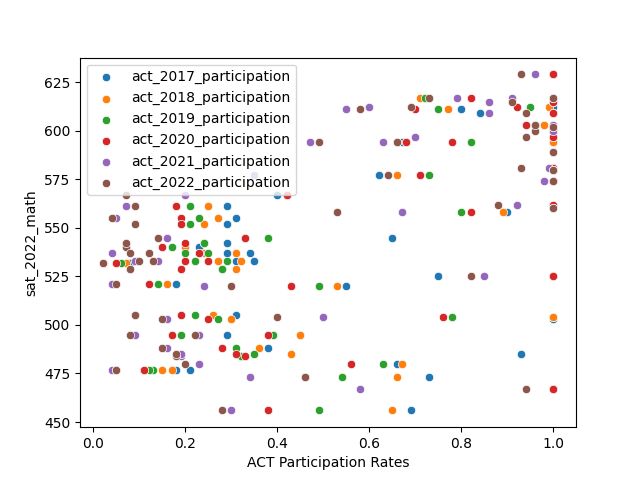 625
600
575
550
525
500
475
450
sat_2022_math
act_2017_participation
act_2018_participation
act_2019_participation
act_2020_participation
act_2021_participation
act_2022_participation
0.0 0.2 0.4 0.6 0.8 1.0
ACT Participation Rates